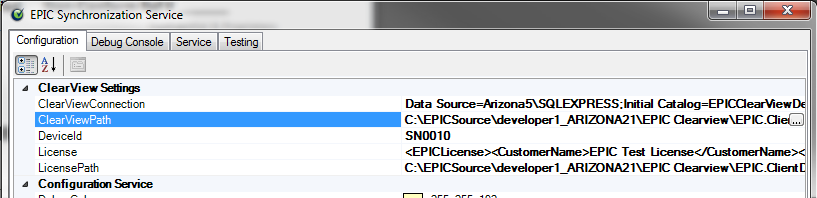 EPIC Synchronization Service
Configuration Debug Console Service Testing
ClearView Settings
ClearViewConnection Data Source=Arizona5\SQLEXPRESS;Initial Catalog=EPICClearViewDe
ClearViewPath C:\EPICSource\developer1_ARIZONA21\EPIC Clearview\EPIC.Clie ...
DeviceId SN0010
License <EPICLicense><CustomerName>EPIC Test License</CustomerName><
LicensePath C:\EPICSource\developer1_ARIZONA21\EPIC Clearview\EPIC.ClientD
Configuration Service